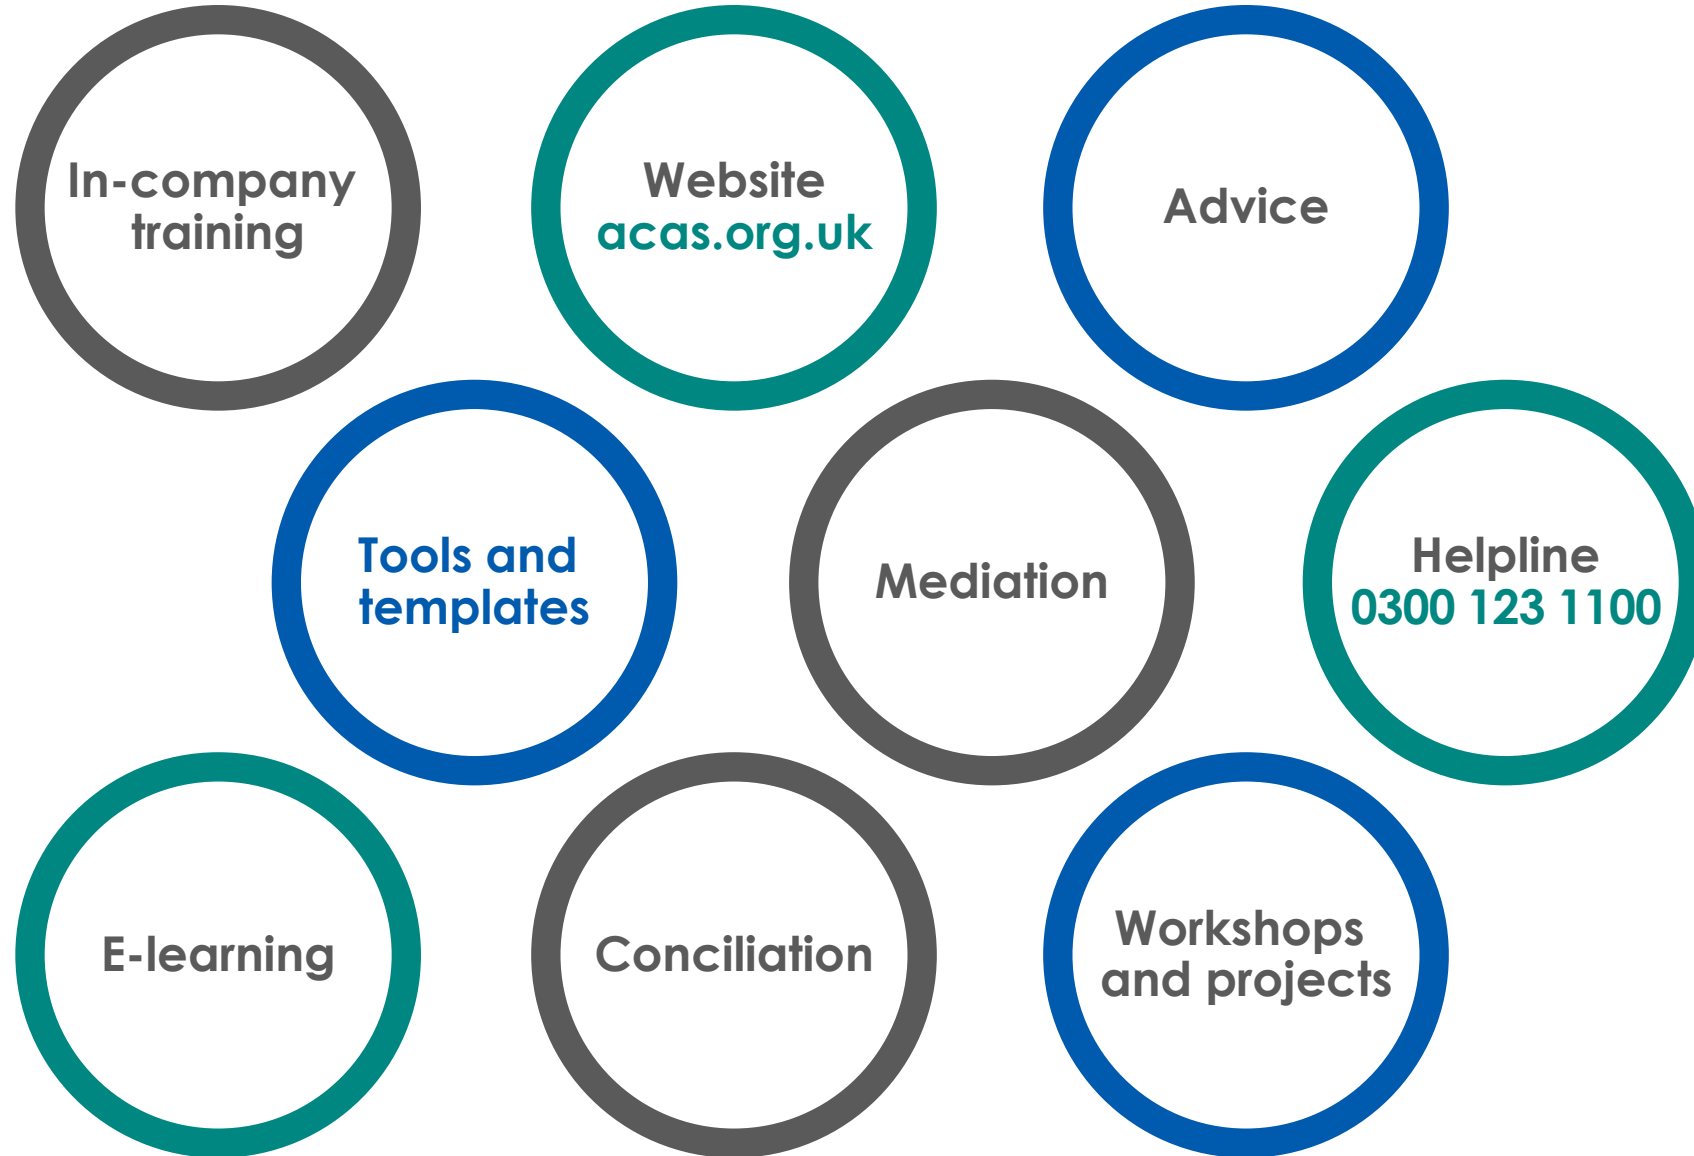 In-company
training
Website
acas.org.uk
Advice
Tools and
templates
Mediation
Helpline
0300 123 1100
E-learning
Conciliation
Workshops
and projects